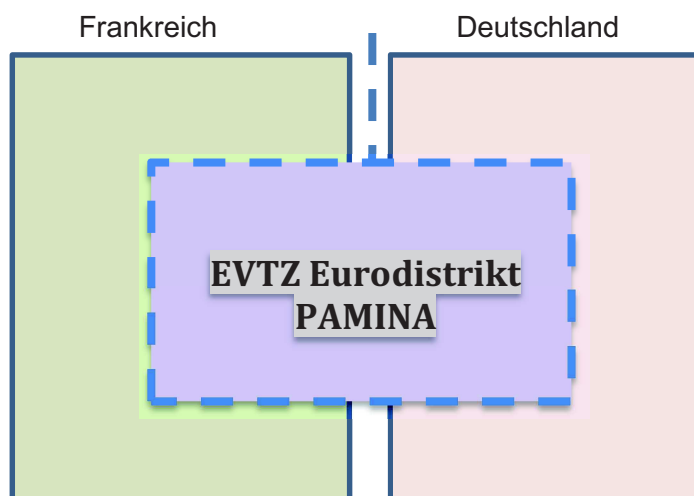 Frankreich
Deutschland
EVTZ Eurodistrikt
PAMINA